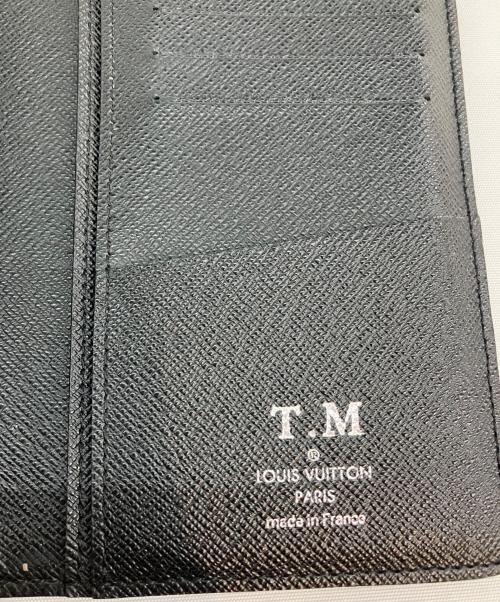 T.M
®
LOUIS VUITTON
PARIS
made in France